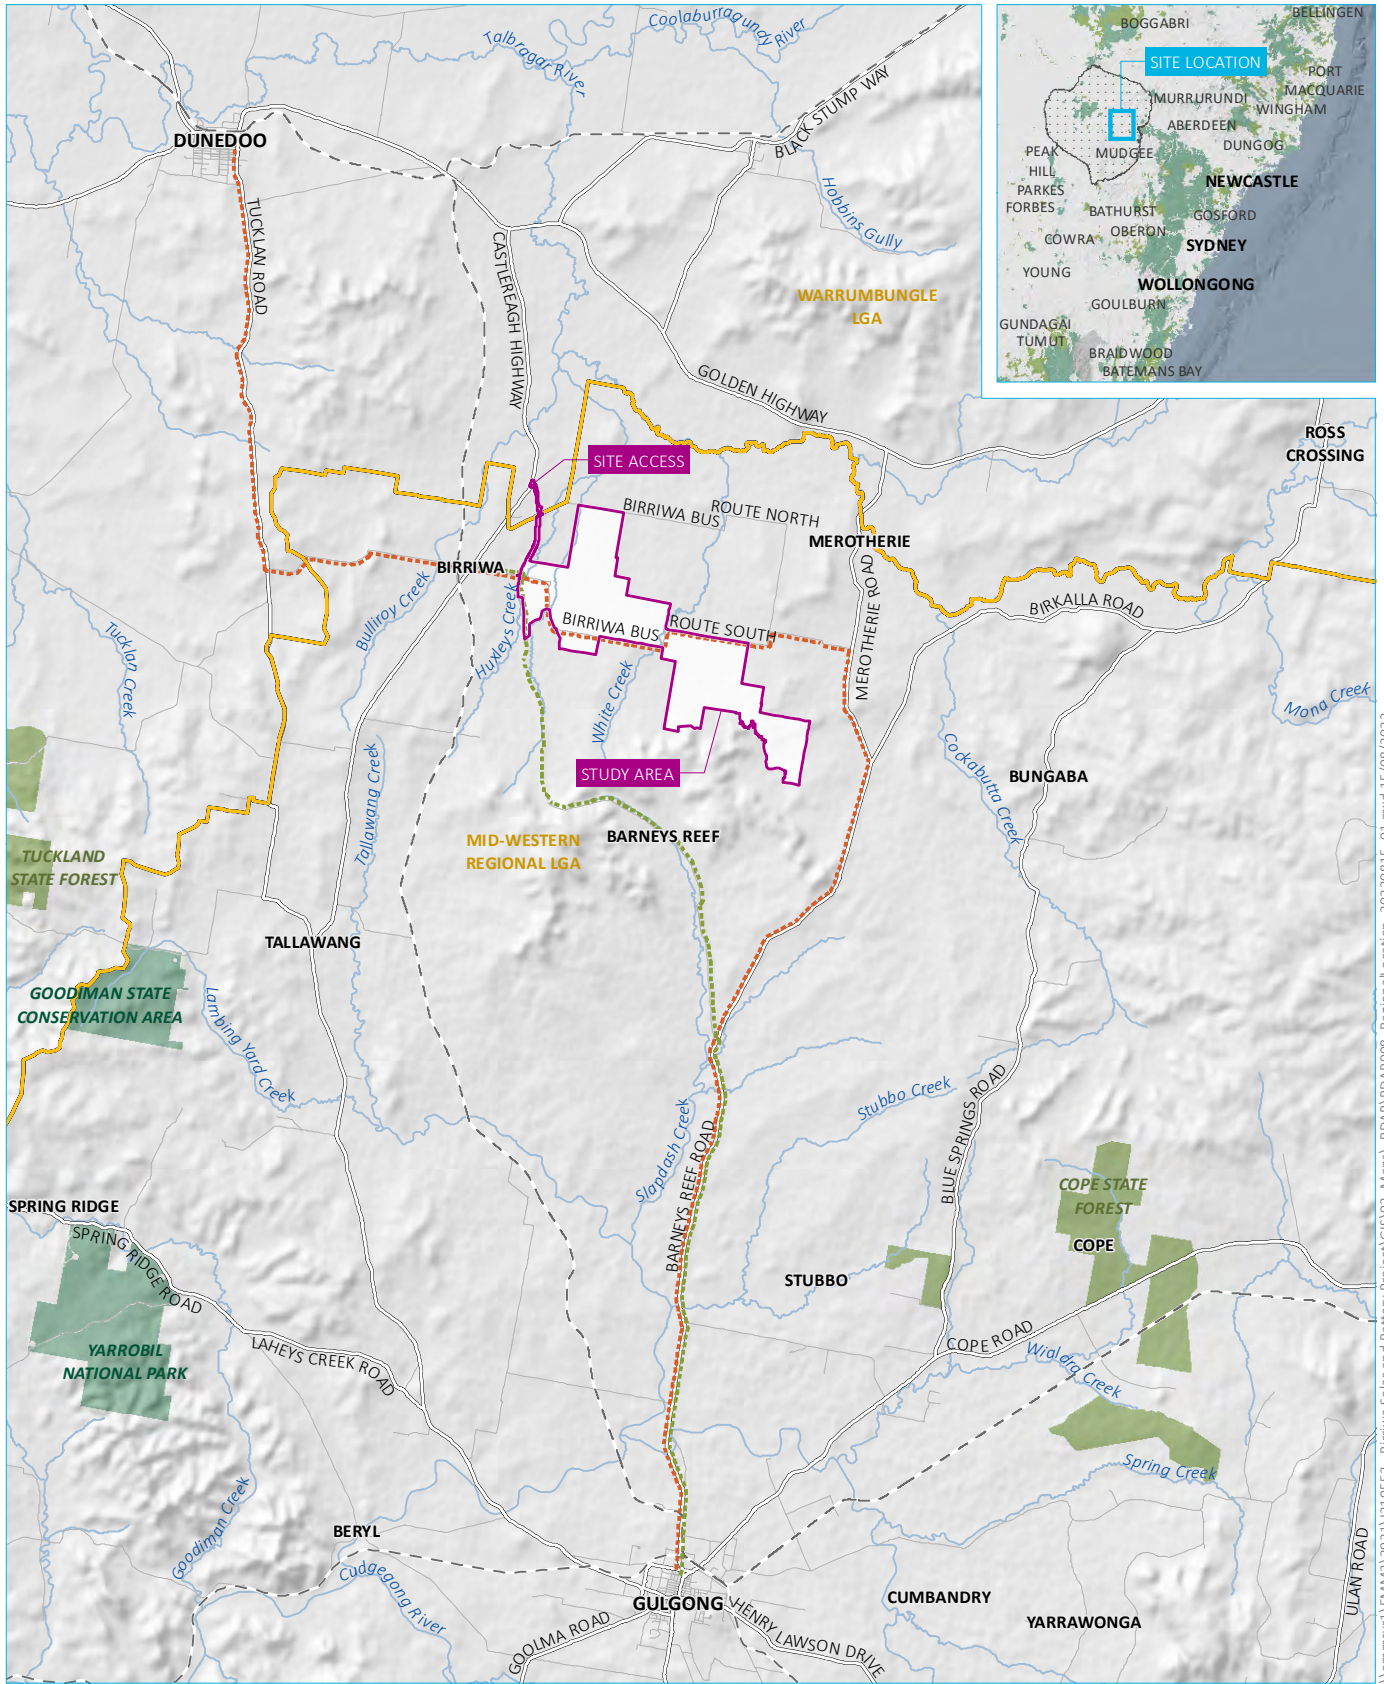 Coolaburragundy River
Talbragar River
BLACK STUMP WAY
DUNEDOO
Hobbins Gully
TUCKLAN ROAD
CASTLEREAGH HIGHWAY
WARRUMBUNGLE
LGA
GOLDEN HIGHWAY
BOGGABRI
BELLINGEN
SITE LOCATION
PORT
MACQUARIE
MURRURUNDI
WINGHAM
ABERDEEN
DUNGOG
PEAK
HILL
MUDGEE
PARKES
NEWCASTLE
FORBES
BATHURST
GOSFORD
OBERON
COWRA
SYDNEY
YOUNG
WOLLONGONG
GOULBURN
GUNDAGAI
TUMUT
BRAIDWOOD
BATEMANS BAY
ROSS
CROSSING
SITE ACCESS
BIRRIWA BUS
ROUTE NORTH
MEROTHERIE
BIRRIWA
Bulliroy Creek
Huxleys Creek
BIRRIWA BUS
ROUTE SOUTH
MEROTHERIE ROAD
BIRKALLA ROAD
Tucklan Creek
White Creek
Mona Creek
Cockabutta Creek
STUDY AREA
BUNGABA
Tallawang Creek
MID-WESTERN
REGIONAL LGA
BARNEYS REEF
TUCKLAND
STATE FOREST
TALLAWANG
GOODIMAN STATE
CONSERVATION AREA
Lambing Yard Creek
Stubbo Creek
BLUE SPRINGS ROAD
Slapdash Creek
BARNEYS REEF ROAD
COPE STATE
FOREST
COPE
SPRING RIDGE
SPRING RIDGE ROAD
STUBBO
YARROBIL
NATIONAL PARK
LAHEYS CREEK ROAD
COPE ROAD
Wialdra Creek
Spring Creek
Goodiman Creek
BERYL
Cudgegong River
GULGONG
GOOLMA ROAD
HENRY LAWSON DRIVE
CUMBANDRY
YARRAWONGA
ULAN ROAD